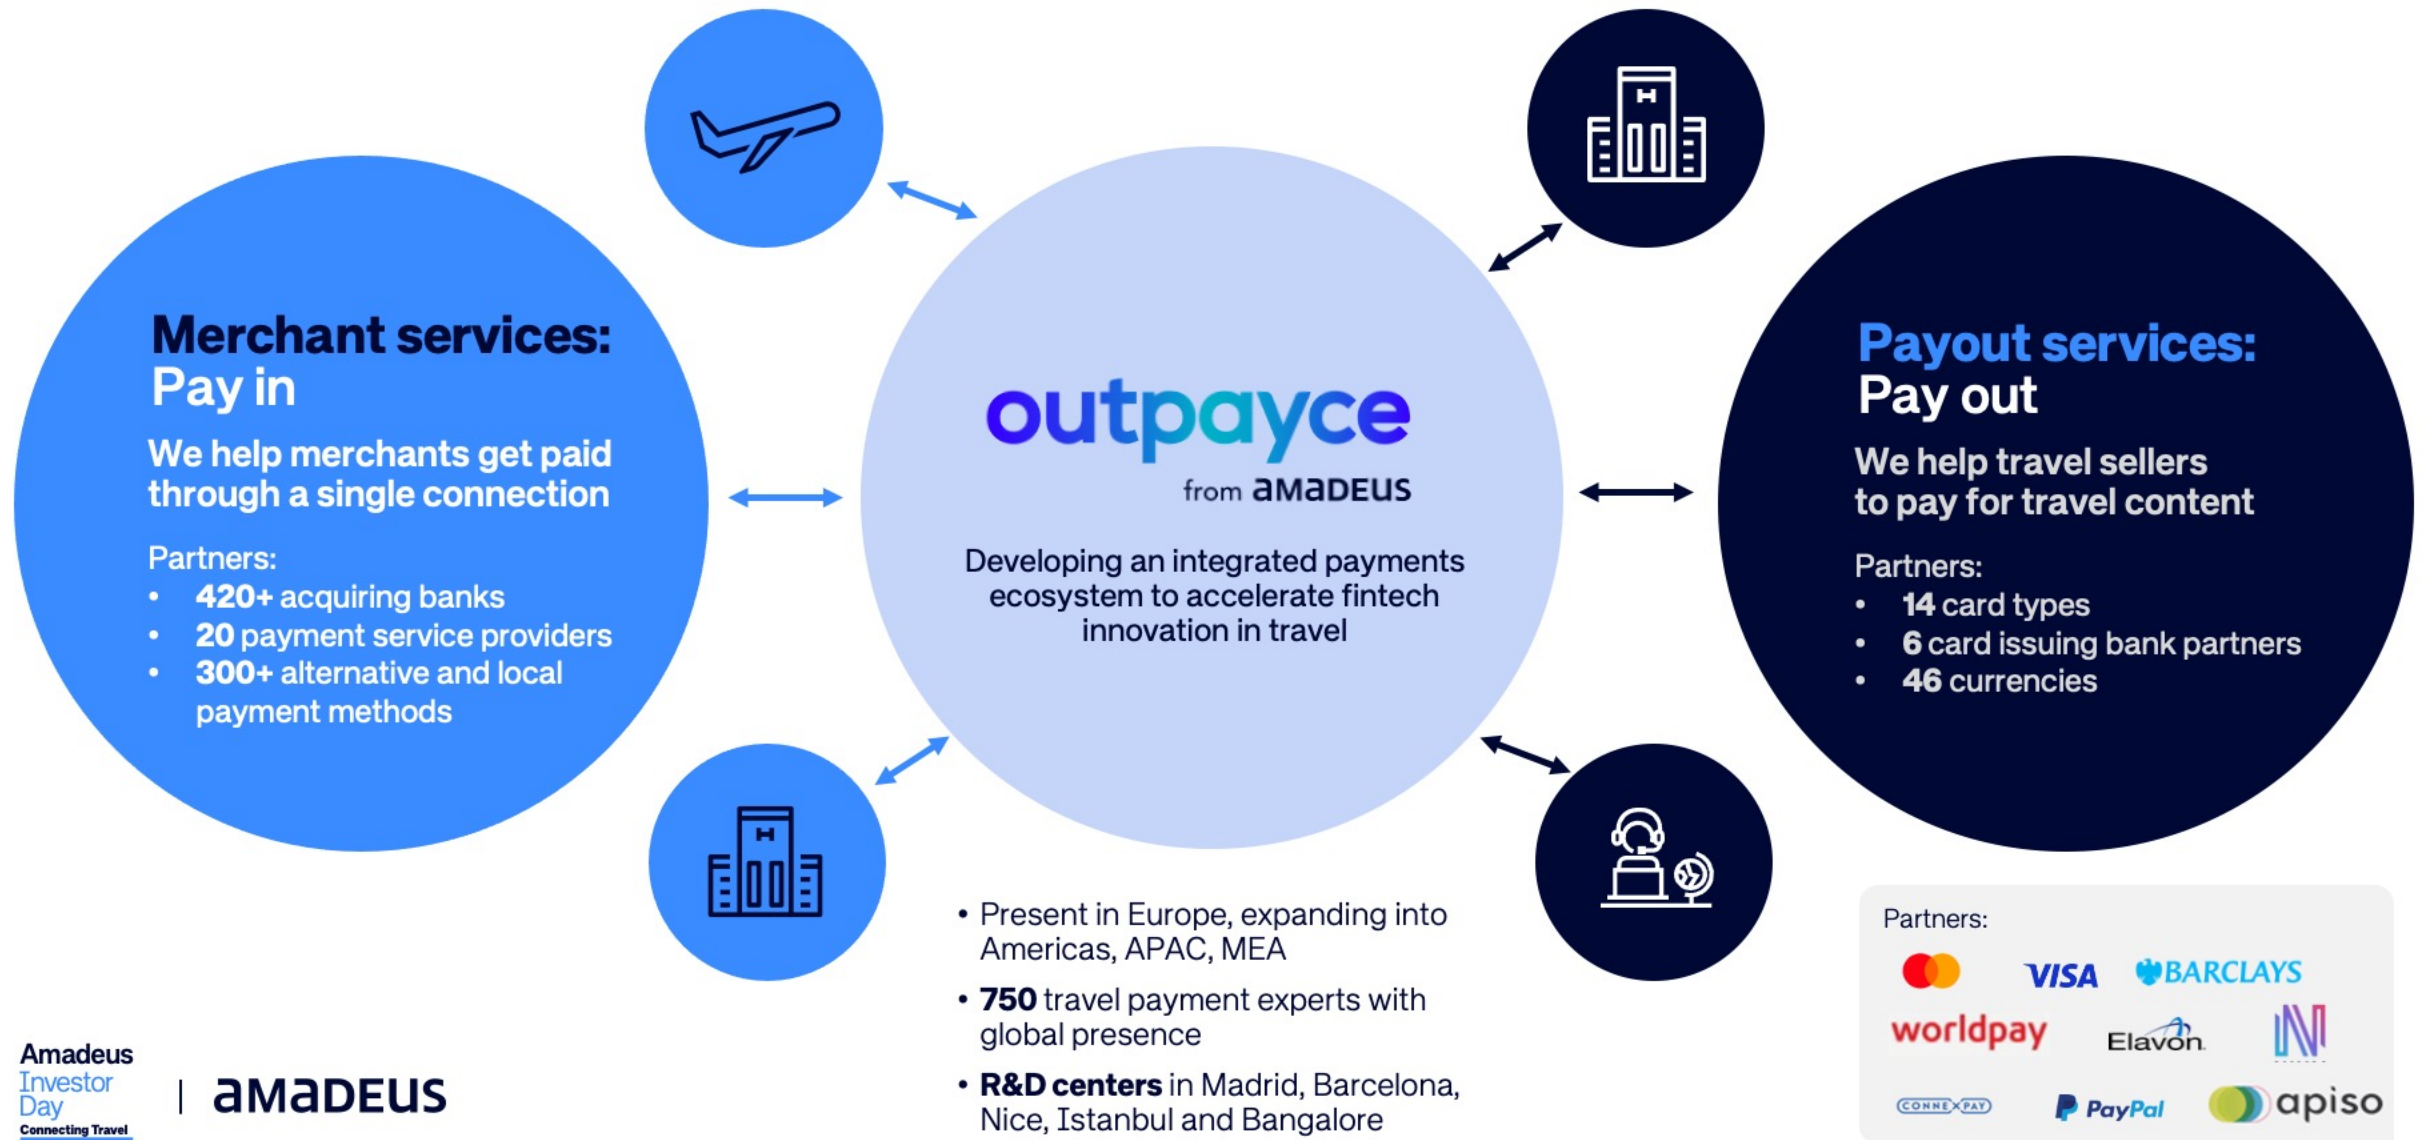 Merchant services:
Pay in
We help merchants get paid
through a single connection
Partners:
• 420+ acquiring banks
• 20 payment service providers
• 300+ alternative and local
payment methods
outpayce
from amadeus
Developing an integrated payments
ecosystem to accelerate fintech
innovation in travel
• Present in Europe, expanding into
Americas, APAC, MEA
• 750 travel payment experts with
global presence
• R&D centers in Madrid, Barcelona,
Nice, Istanbul and Bangalore
H
H
Payout services:
Pay out
We help travel sellers
to pay for travel content
Partners:
• 14 card types
• 6 card issuing bank partners
• 46 currencies
Partners:
VISA
BARCLAYS
worldpay
Elavon
N
CONNEXPAY
PayPal
apiso
Amadeus
Investor
Day
Connecting Travel
amadeus